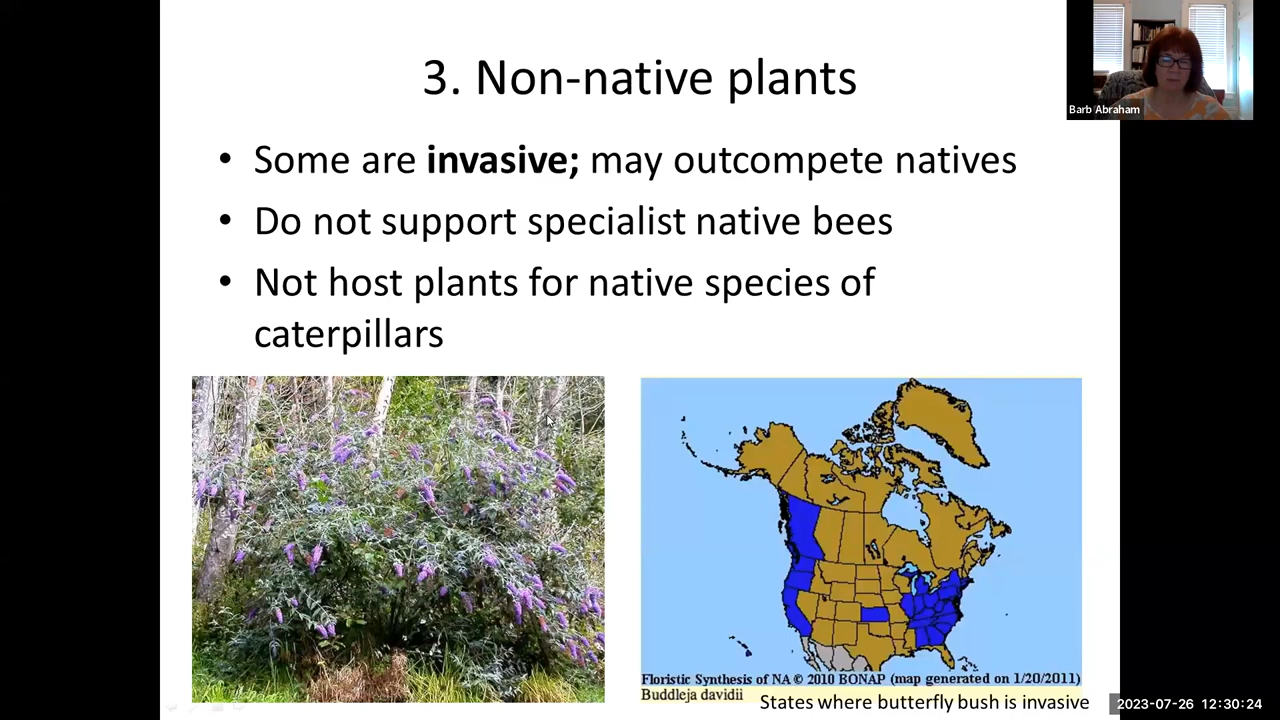 3. Non-native plants
Barb Abraham
• Some are invasive; may outcompete natives
• Do not support specialist native bees
• Not host plants for native species of
caterpillars
Floristic Synthesis of NA © 2010 BONAP (map generated on 1/20/2011)
Buddleja davidii
States where butterfly bush is invasive
2023-07-26 12:30:24